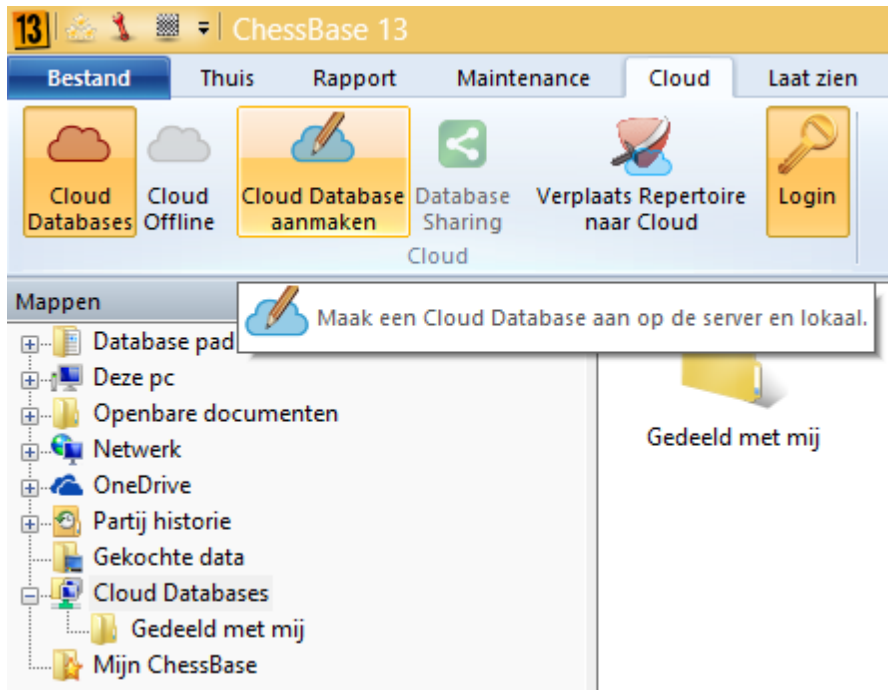 13 ChessBase 13
Bestand Thuis Rapport Maintenance Cloud Laat zien
Cloud Cloud Cloud Database Database Verplaats Repertoire Login
Databases Offline aanmaken Sharing naar Cloud
Cloud
Mappen
Maak een Cloud Database aan op de server en lokaal.
Database pad
Deze pc
Openbare documenten
Gedeeld met mij
Netwerk
OneDrive
Partij historie
Gekochte data
Cloud Databases
Gedeeld met mij
Mijn ChessBase